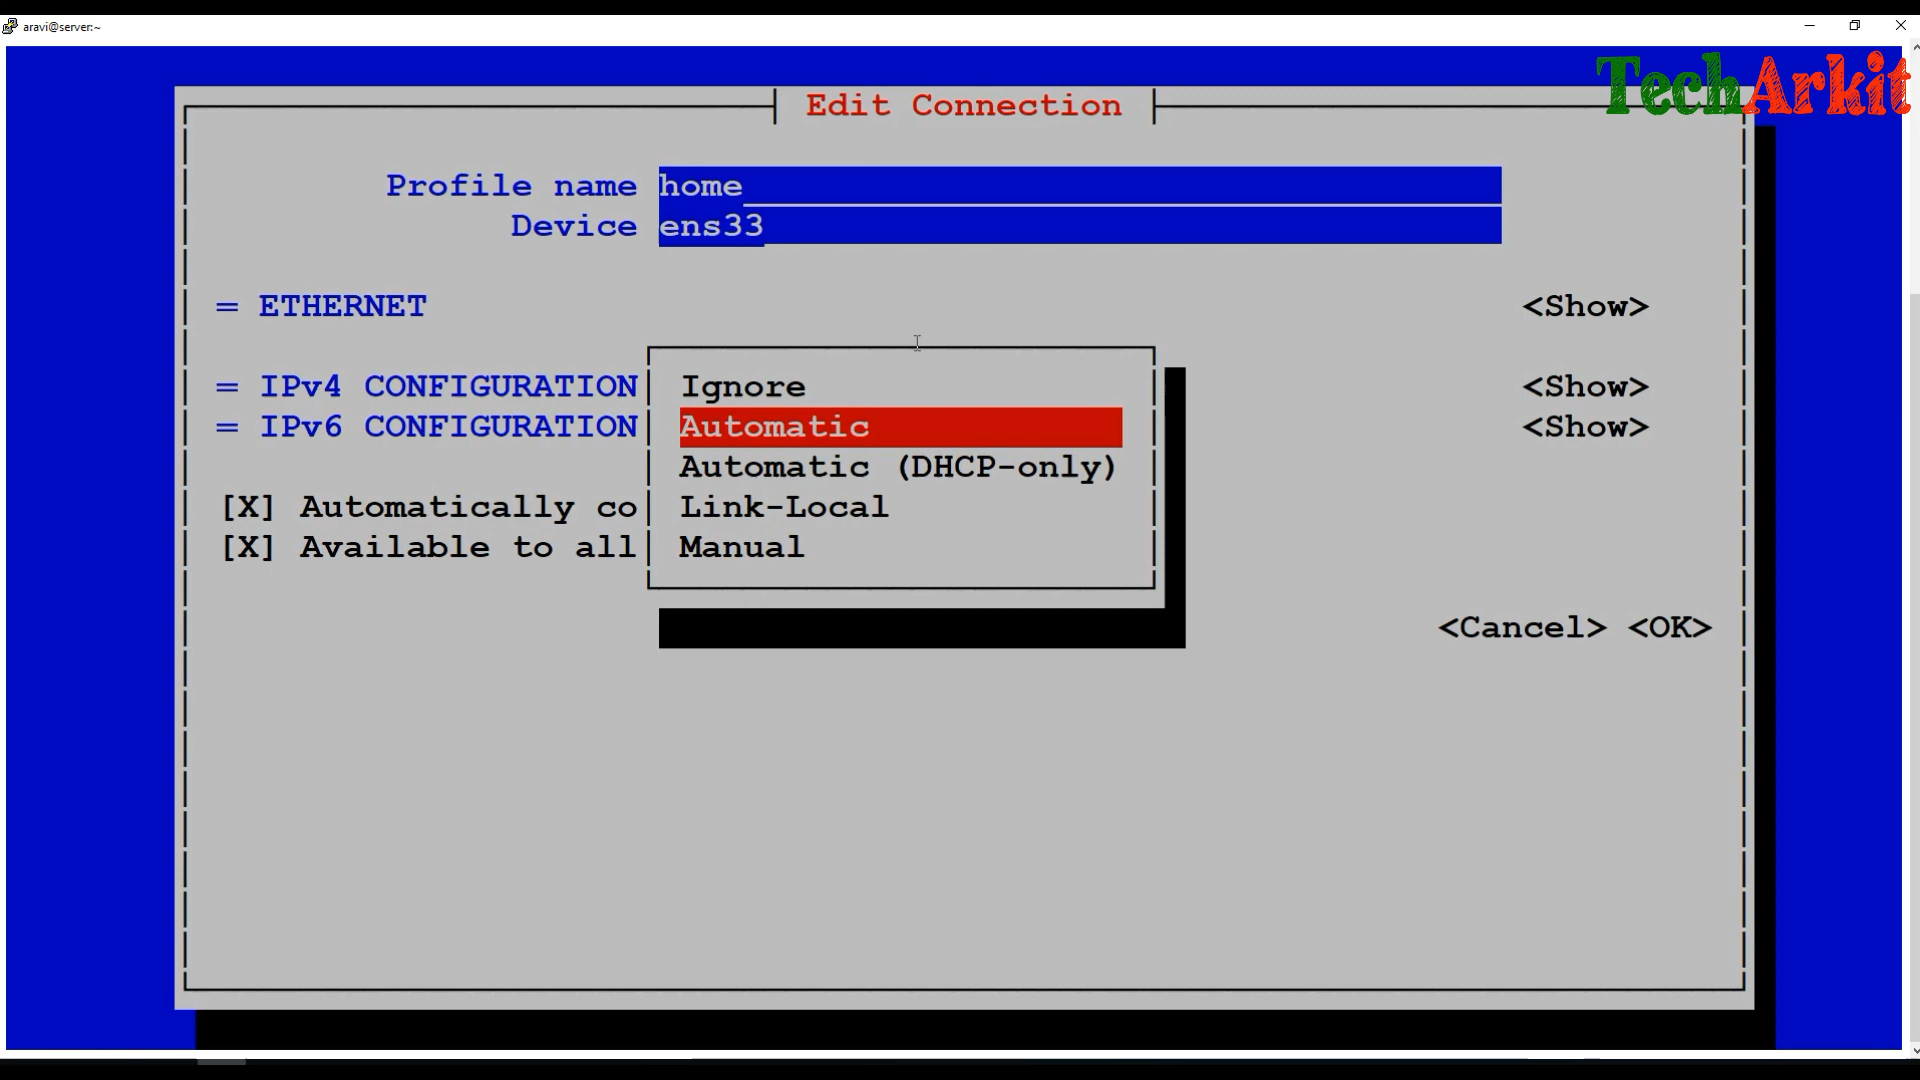 aravi@server:~
TechArkit
Edit Connection
Profile name home
Device ens33
= ETHERNET <Show>
= IPv4 CONFIGURATION Ignore <Show>
= IPv6 CONFIGURATION Automatic <Show>
Automatic (DHCP-only)
[X] Automatically co Link-Local
[X] Available to all Manual
<Cancel> <OK>